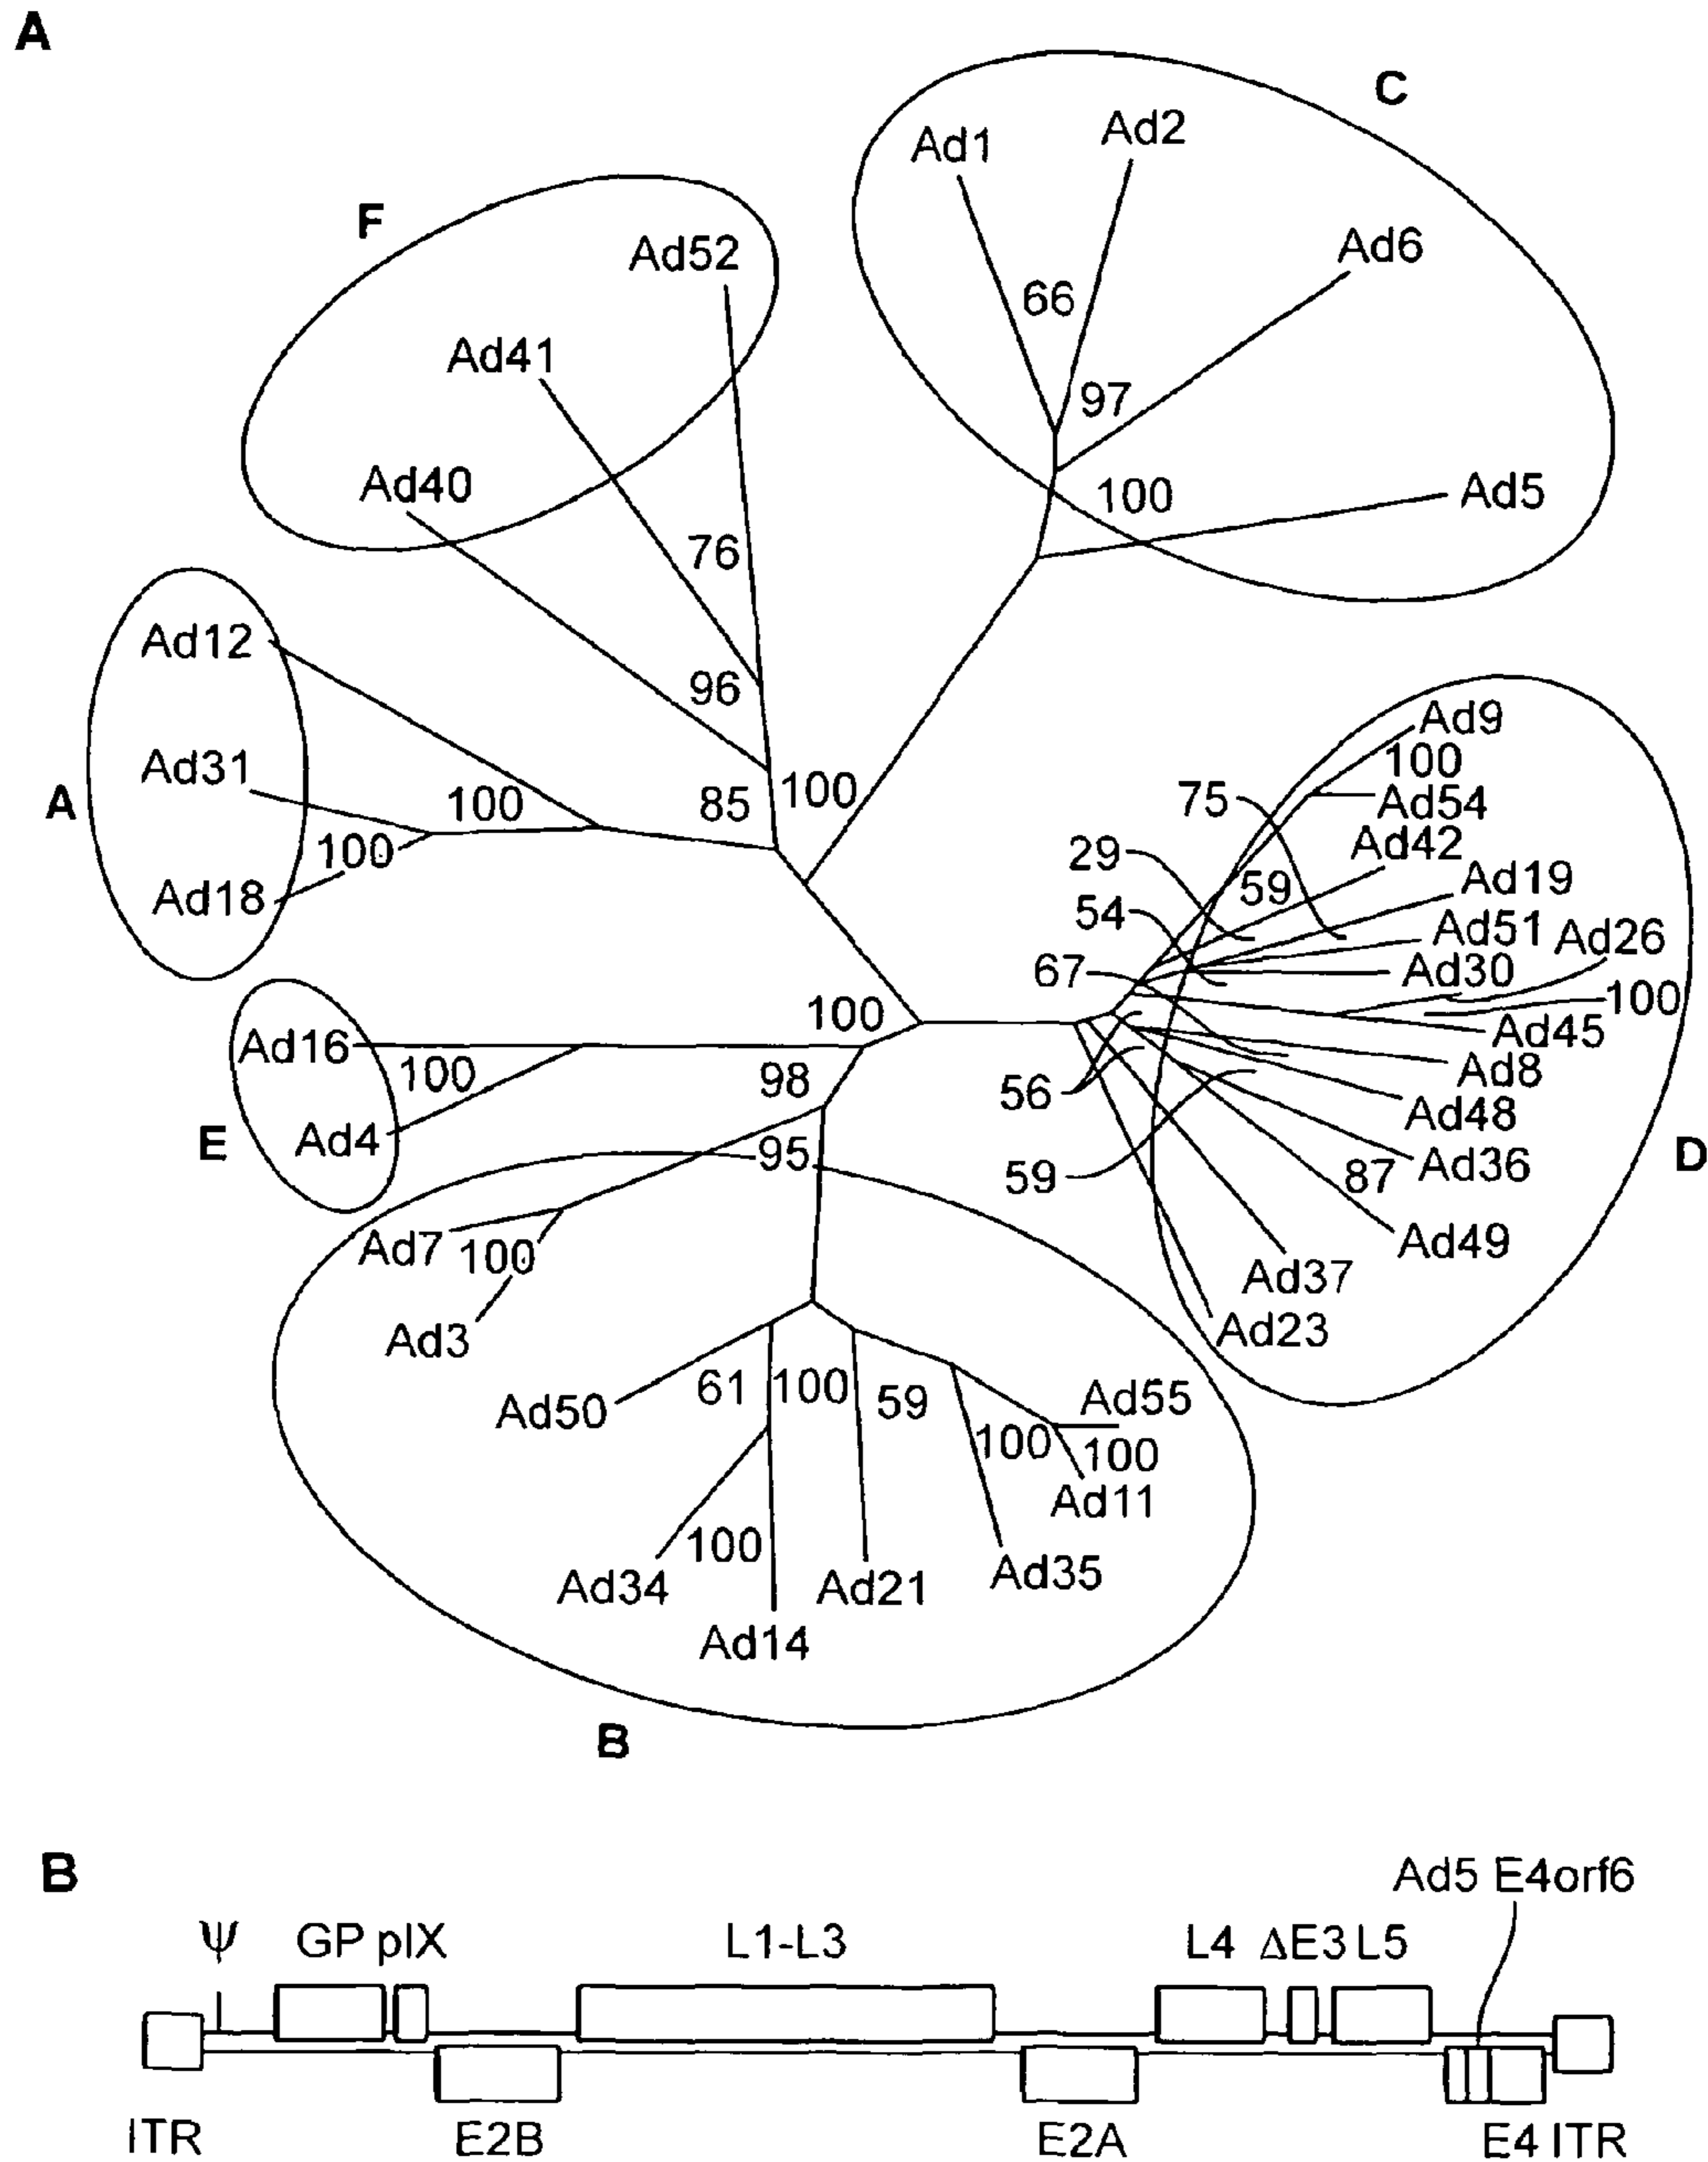 A
C
Ad1
Ad2
F
Ad6
Ad52
66
Ad41
97
Ad40
100
Ad5
76
Ad12
96
Ad9
100
Ad31
A
100
85
100
75
Ad54
Ad42
100
29
59
Ad19
Ad18
54
Ad51
Ad26
67
Ad30
100
100
Ad16
100
98
Ad45
Ad8
56
Ad48
Ad4
E
95
59
87
Ad36
D
Ad7
100
Ad49
Ad37
Ad3
Ad23
Ad50
61
100
59
Ad55
100
100
Ad11
100
Ad34
Ad21
Ad35
Ad14
B
B
Ad5 E4orf6
Ψ
GP pIX
L1-L3
L4 ΔE3 L5
ITR
E2B
E2A
E4 ITR